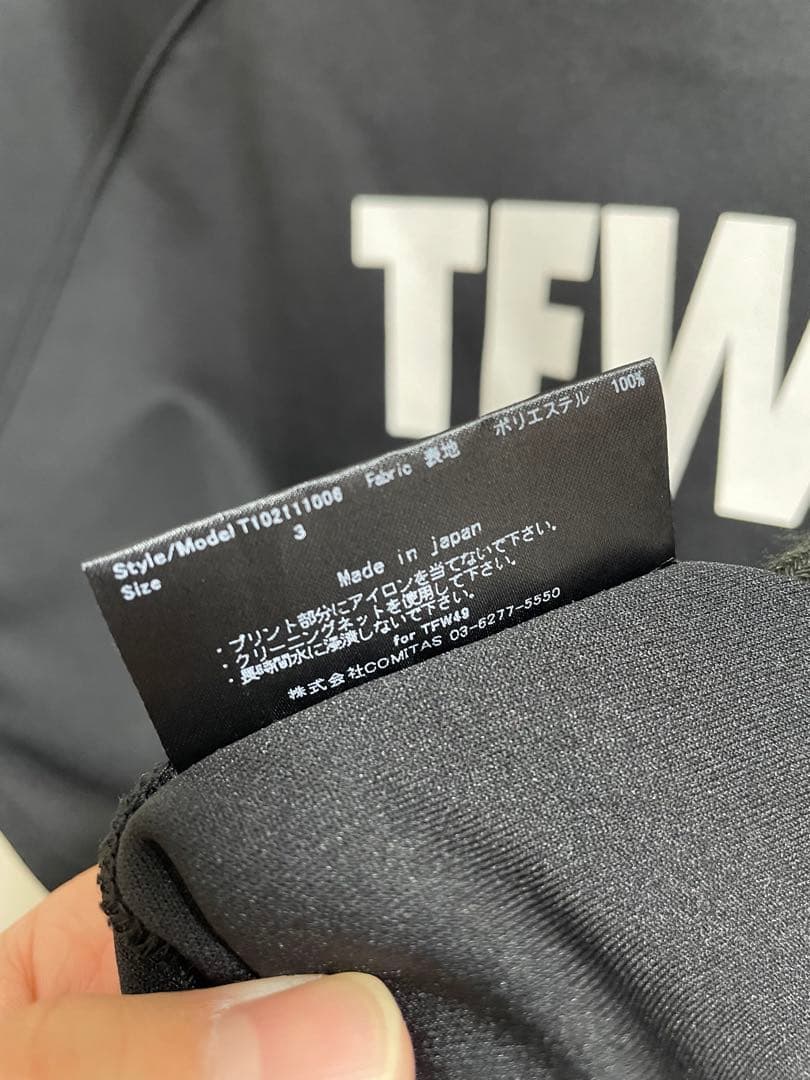 TFW
Style/Model T102111006 Fabric 表地 ポリエステル 100%
Size 3
Made in japan
・プリント部分にアイロンを当てないで下さい。
・クリーニングネットを使用して下さい。
・長時間水に浸漬しないで下さい。
for TFW49
株式会社COMITAS 03-6277-5550